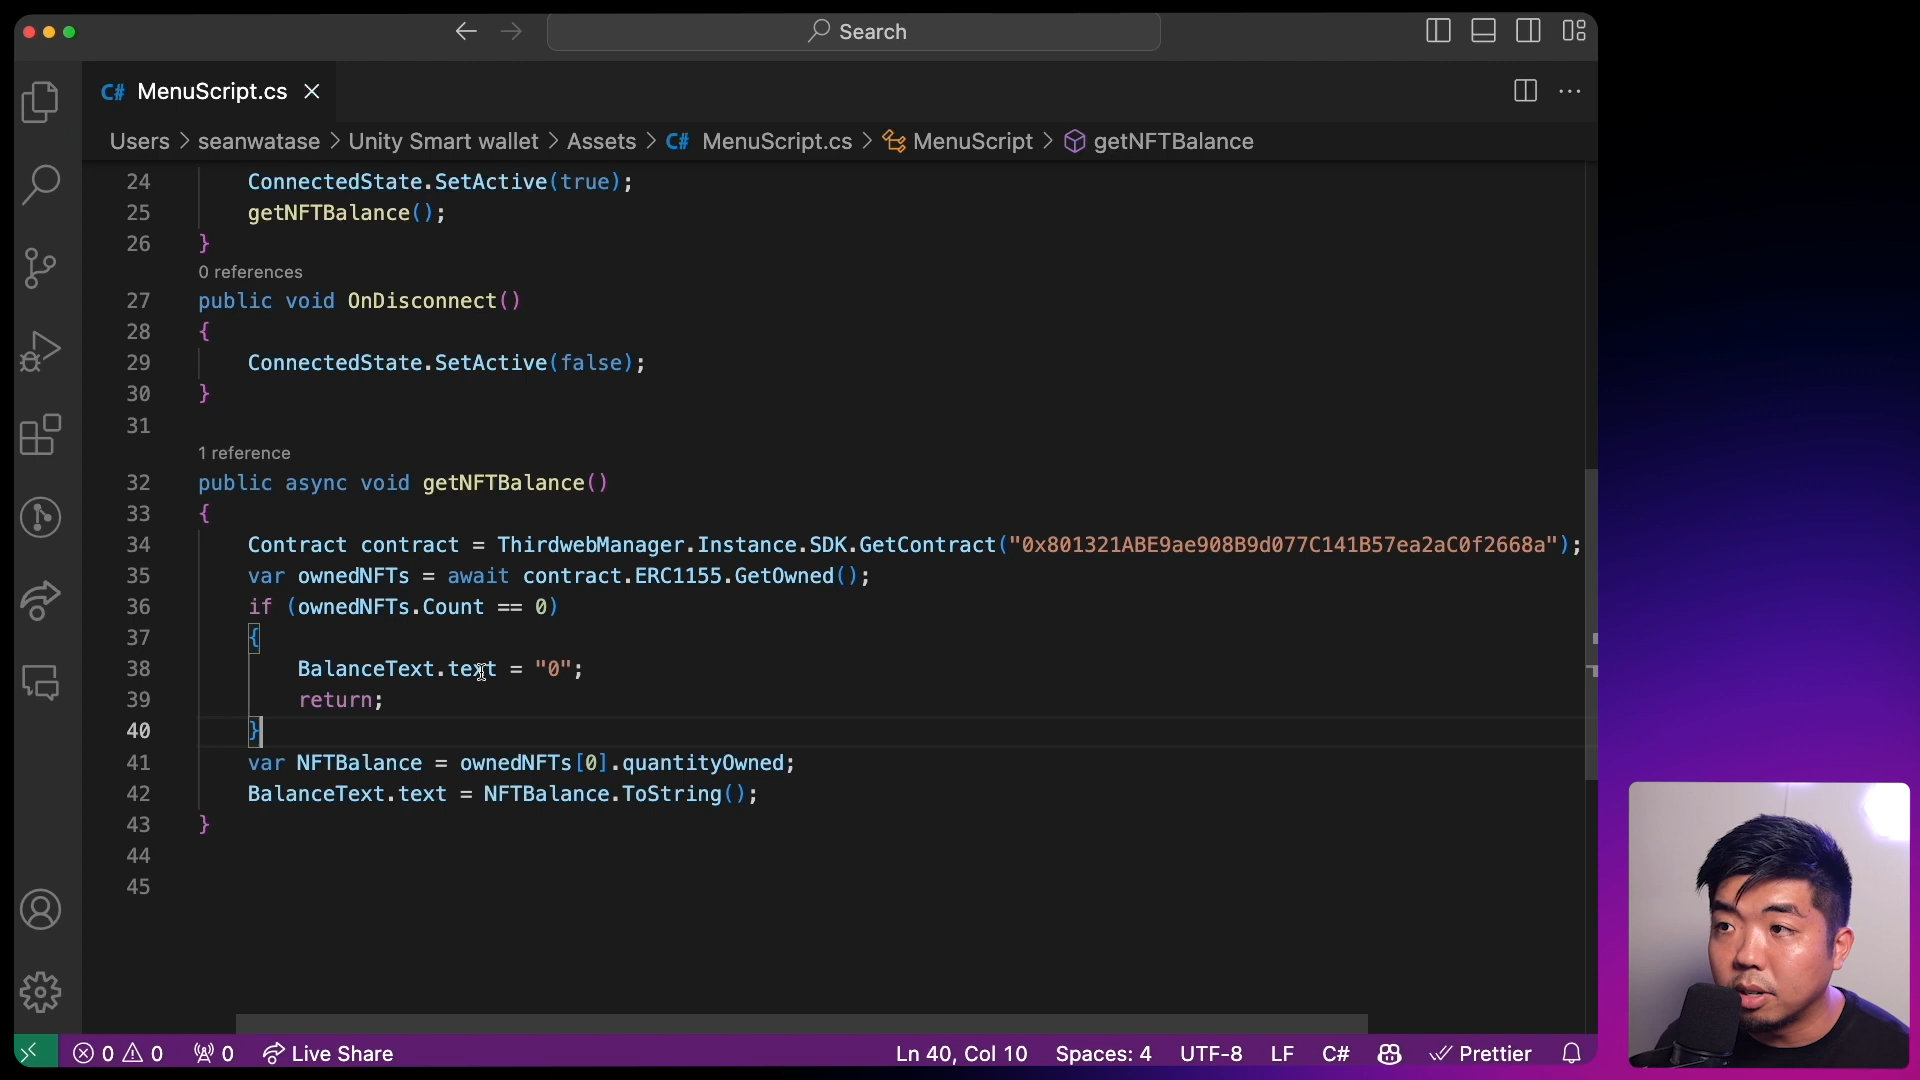 Search
C# MenuScript.cs
Users > seanwatase > Unity Smart wallet > Assets > C# MenuScript.cs > MenuScript > getNFTBalance
24 ConnectedState.SetActive(true);
25 getNFTBalance();
26 }
0 references
27 public void OnDisconnect()
28 {
29 ConnectedState.SetActive(false);
30 }
31
1 reference
32 public async void getNFTBalance()
33 {
34 Contract contract = ThirdwebManager.Instance.SDK.GetContract("0x801321ABE9ae908B9d077C141B57ea2aC0f2668a");
35 var ownedNFTs = await contract.ERC1155.GetOwned();
36 if (ownedNFTs.Count == 0)
37 {
38 BalanceText.text = "0";
39 return;
40 }
41 var NFTBalance = ownedNFTs[0].quantityOwned;
42 BalanceText.text = NFTBalance.ToString();
43 }
44
45
0 0 0 Live Share Ln 40, Col 10 Spaces: 4 UTF-8 LF C# Prettier